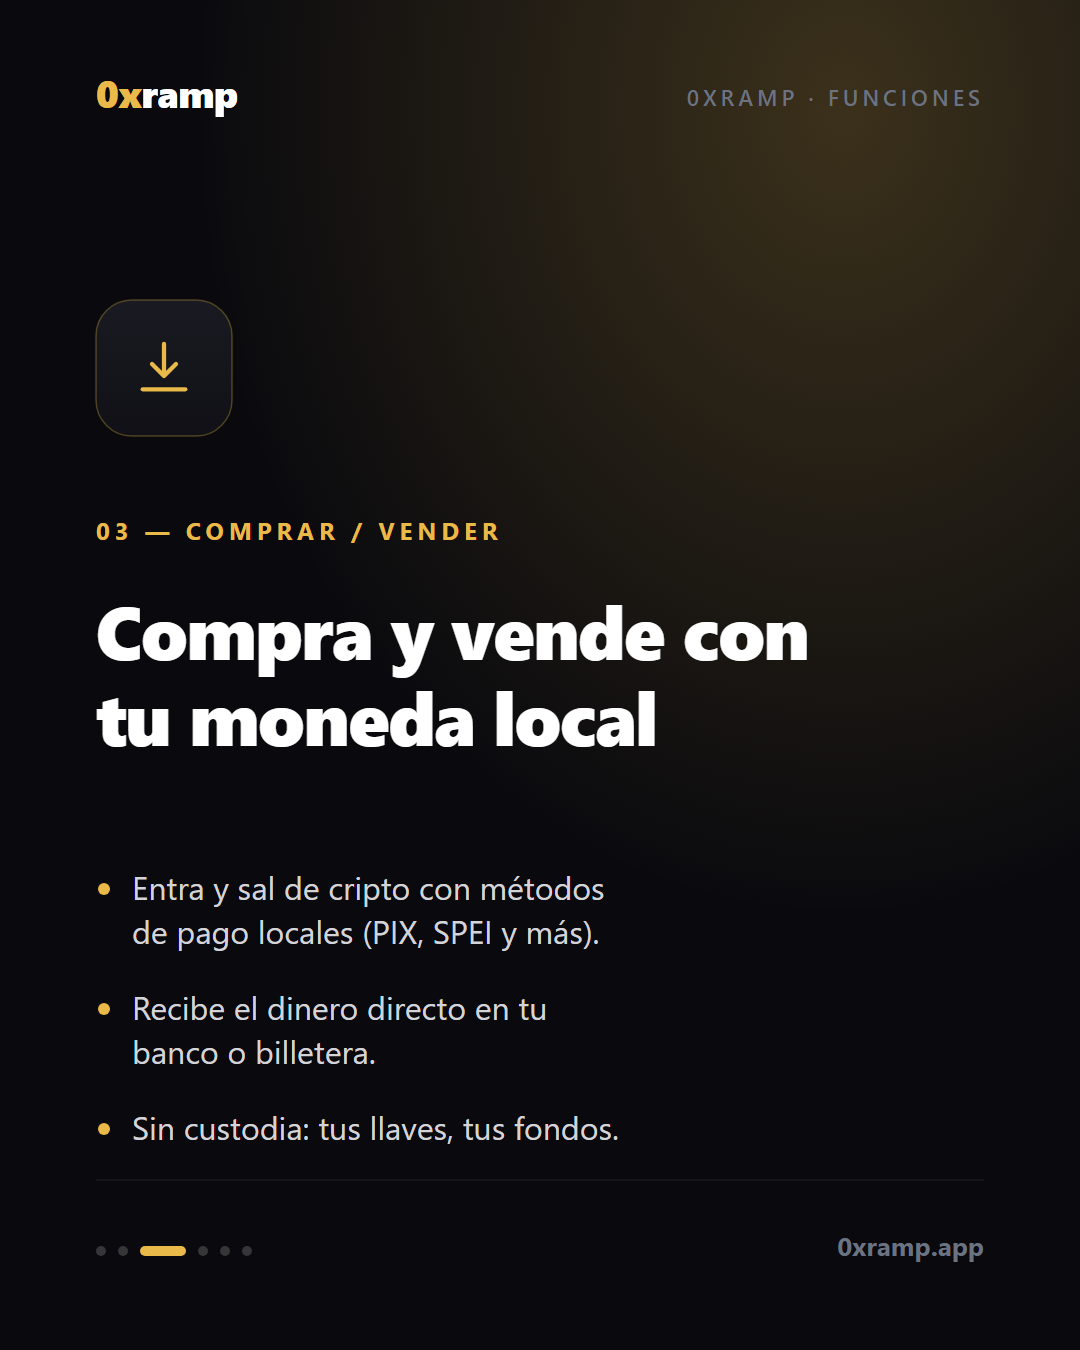 0xramp
0XRAMP · FUNCIONES
03 — COMPRAR / VENDER
Compra y vende con
tu moneda local
Entra y sal de cripto con métodos
de pago locales (PIX, SPEI y más).
Recibe el dinero directo en tu
banco o billetera.
Sin custodia: tus llaves, tus fondos.
0xramp.app